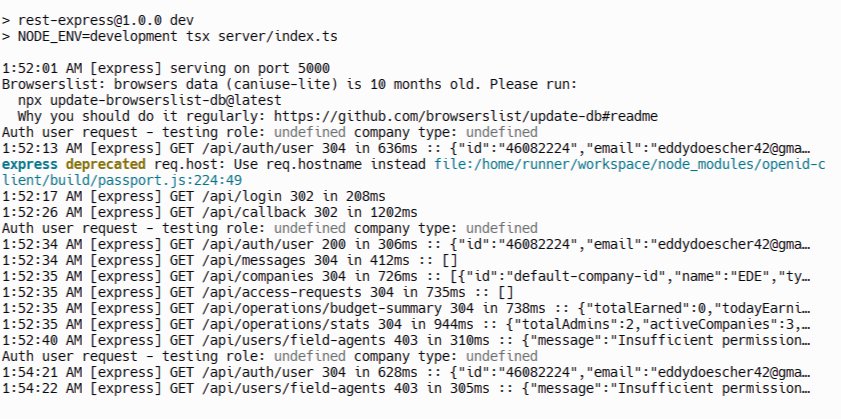 > rest-express@1.0.0 dev
> NODE_ENV=development tsx server/index.ts
1:52:01 AM [express] serving on port 5000
Browserslist: browsers data (caniuse-lite) is 10 months old. Please run:
npx update-browserslist-db@latest
Why you should do it regularly: https://github.com/browserslist/update-db#readme
Auth user request - testing role: undefined company type: undefined
1:52:13 AM [express] GET /api/auth/user 304 in 636ms :: {"id":"46082224","email":"eddydoescher42@gma…
express deprecated req.host: Use req.hostname instead file:/home/runner/workspace/node_modules/openid-c
lient/build/passport.js:224:49
1:52:17 AM [express] GET /api/login 302 in 208ms
1:52:26 AM [express] GET /api/callback 302 in 1202ms
Auth user request - testing role: undefined company type: undefined
1:52:34 AM [express] GET /api/auth/user 200 in 306ms :: {"id":"46082224","email":"eddydoescher42@gma…
1:52:34 AM [express] GET /api/messages 304 in 412ms :: []
1:52:35 AM [express] GET /api/companies 304 in 726ms :: [{"id":"default-company-id","name":"EDE","ty…
1:52:35 AM [express] GET /api/access-requests 304 in 735ms :: []
1:52:35 AM [express] GET /api/operations/budget-summary 304 in 738ms :: {"totalEarned":0,"todayEarni…
1:52:35 AM [express] GET /api/operations/stats 304 in 944ms :: {"totalAdmins":2,"activeCompanies":3,…
1:52:40 AM [express] GET /api/users/field-agents 403 in 310ms :: {"message":"Insufficient permission…
Auth user request - testing role: undefined company type: undefined
1:54:21 AM [express] GET /api/auth/user 304 in 628ms :: {"id":"46082224","email":"eddydoescher42@gma…
1:54:22 AM [express] GET /api/users/field-agents 403 in 305ms :: {"message":"Insufficient permission…